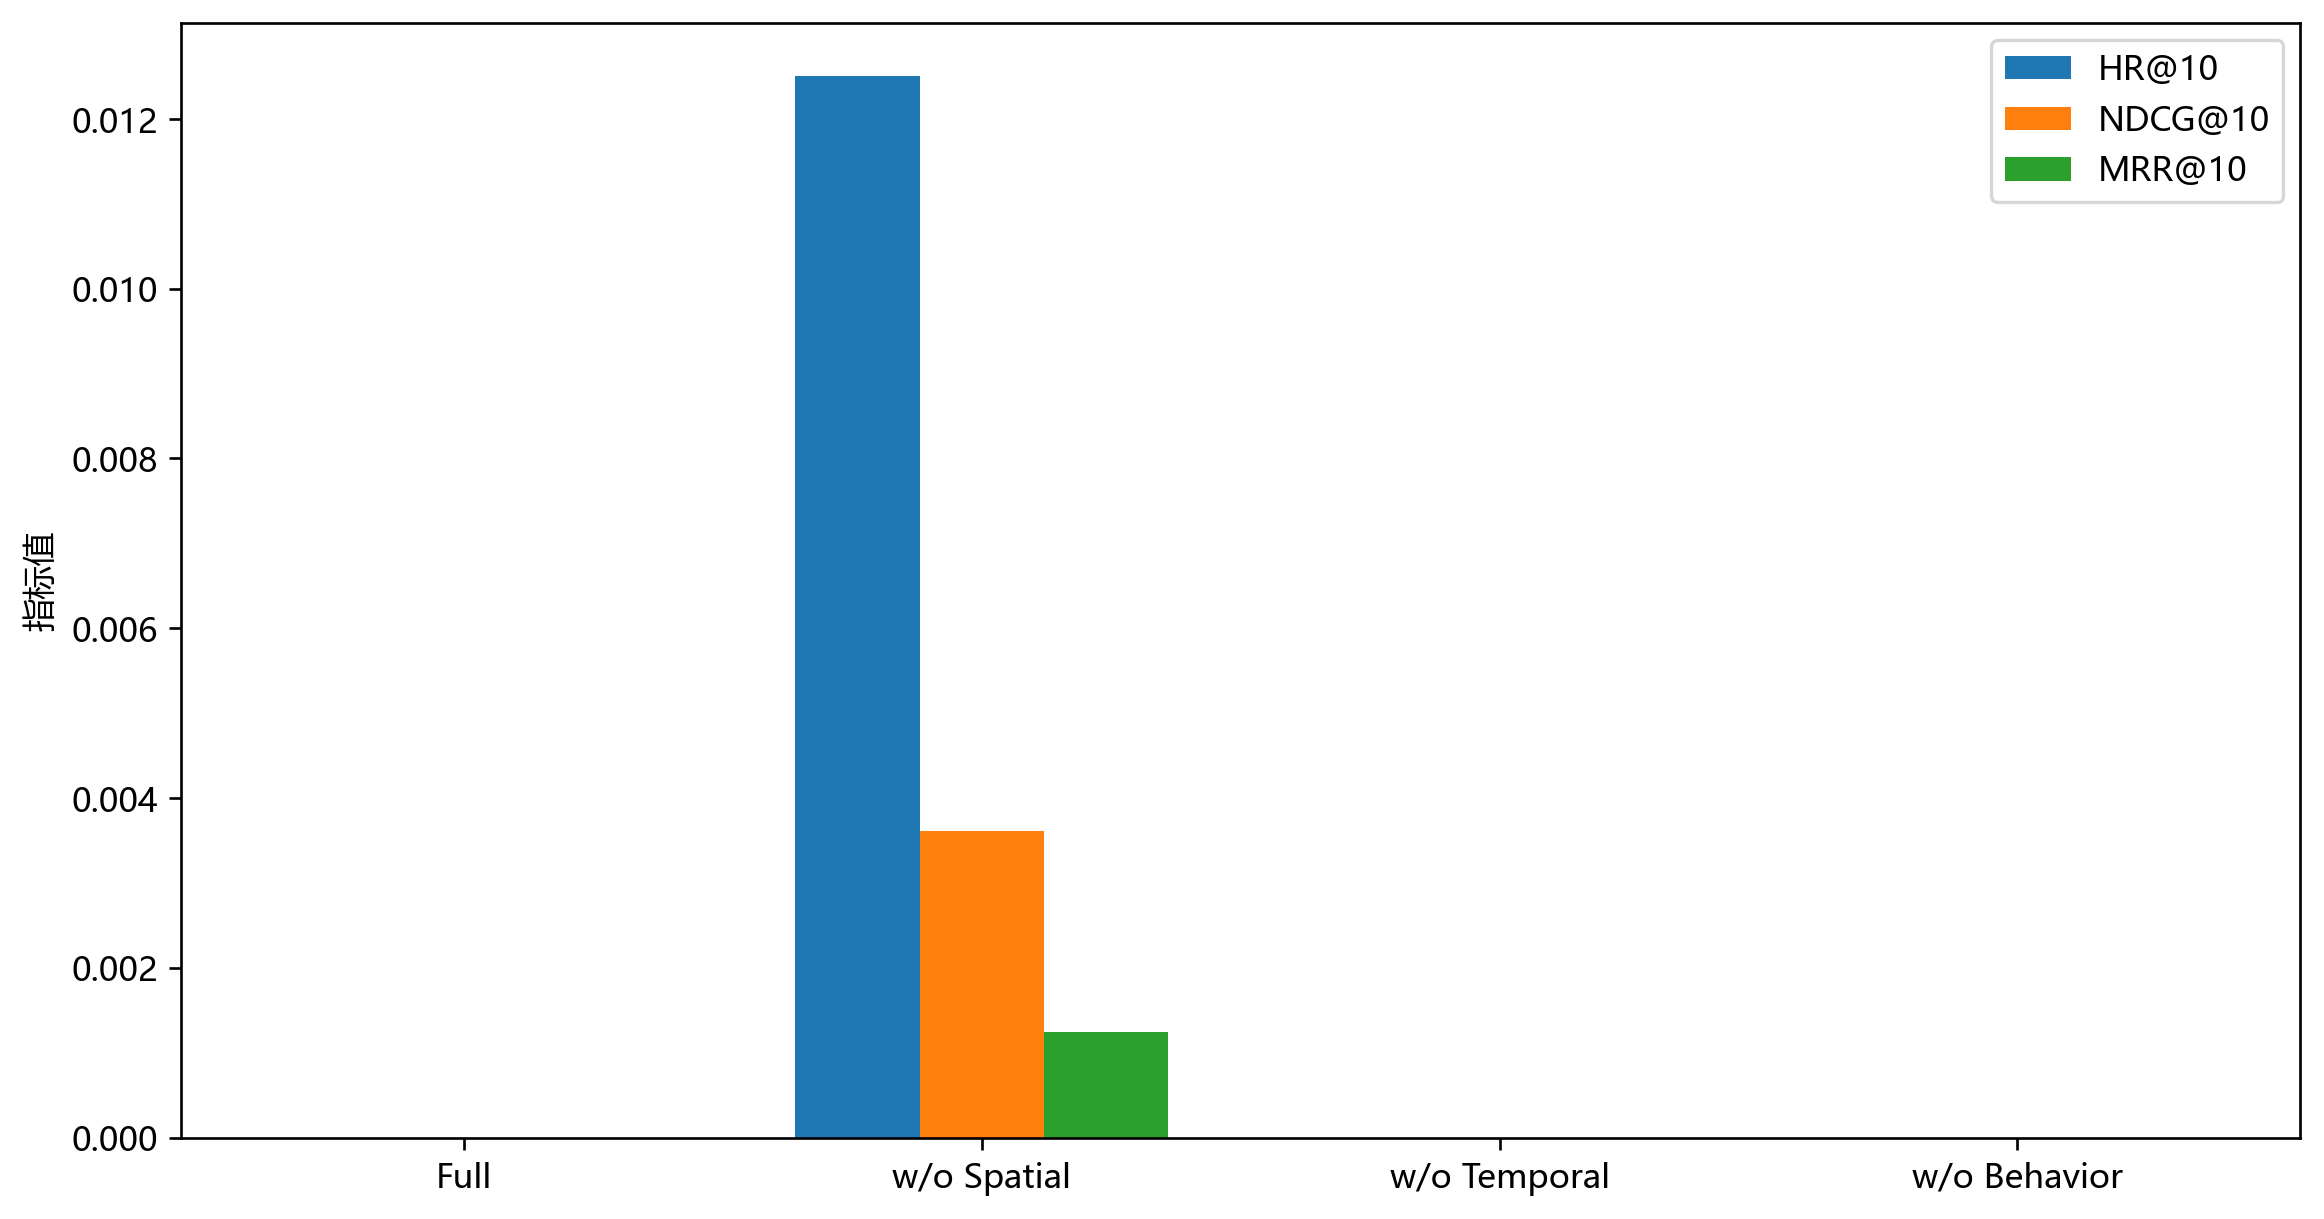 HR@10
NDCG@10
MRR@10
指标值
0.012
0.010
0.008
0.006
0.004
0.002
0.000
Full
w/o Spatial
w/o Temporal
w/o Behavior